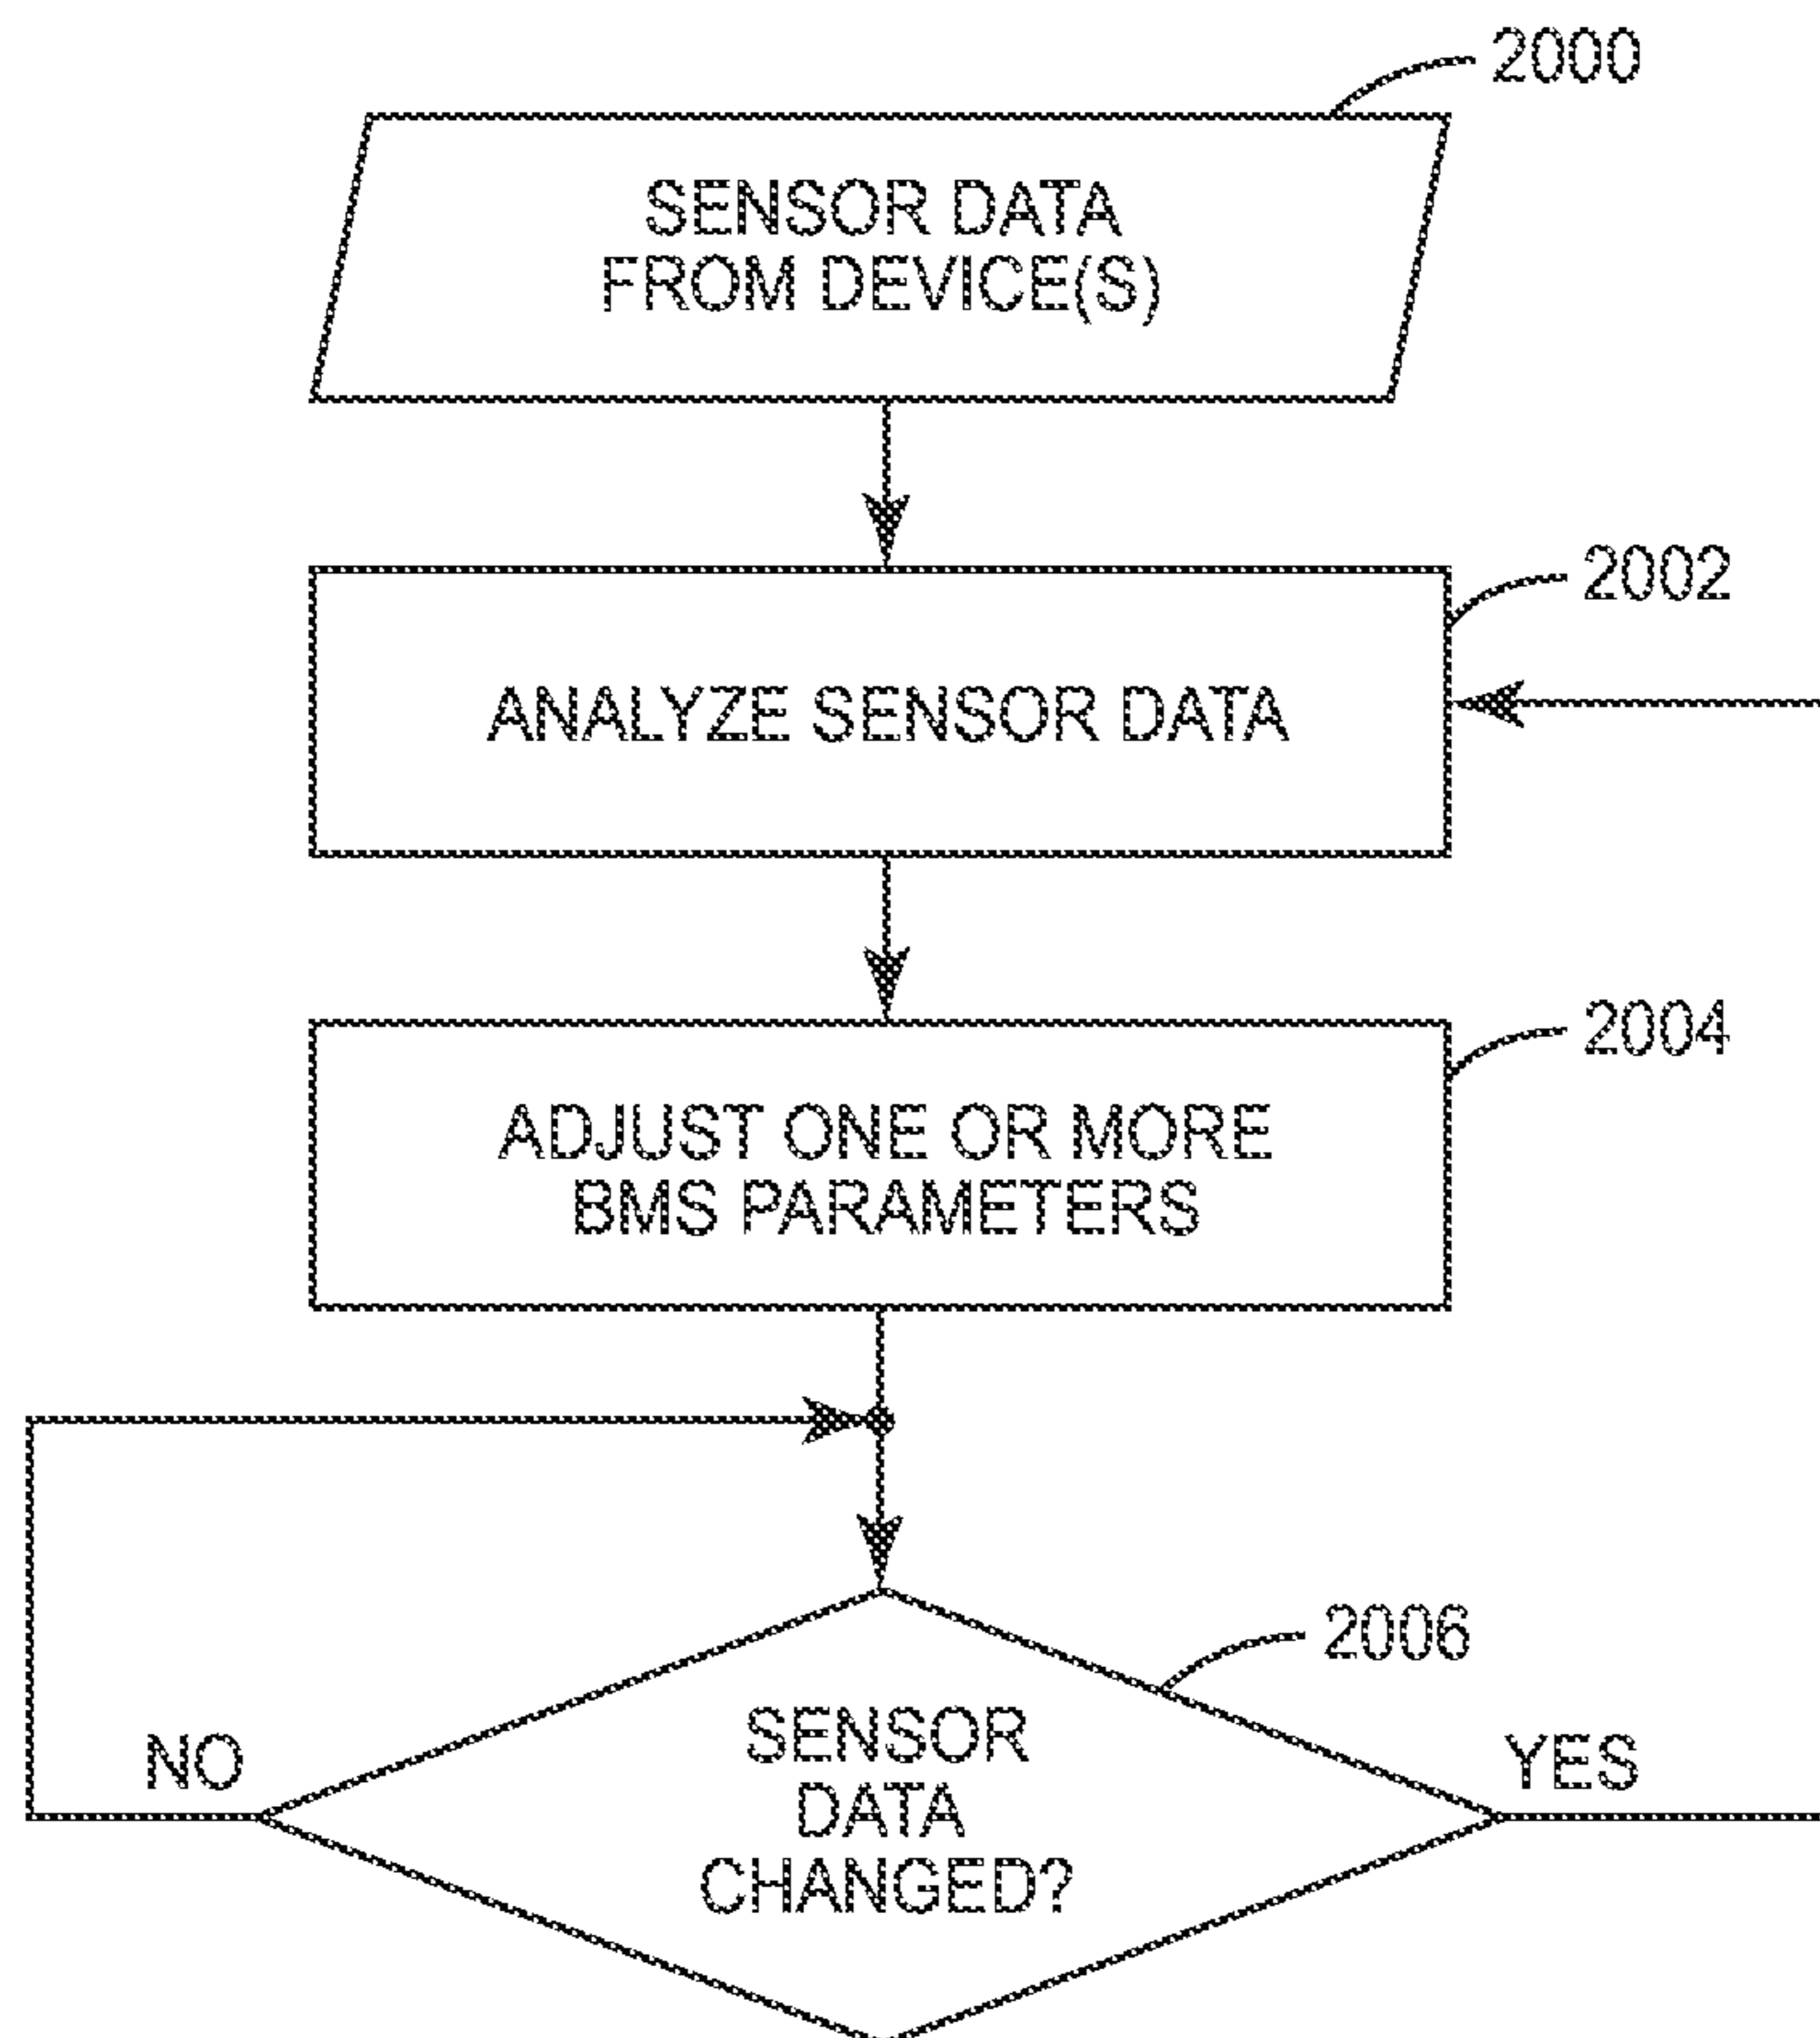 2000
SENSOR DATA
FROM DEVICE(S)
2002
ANALYZE SENSOR DATA
2004
ADJUST ONE OR MORE
BMS PARAMETERS
2006
NO
SENSOR
DATA
CHANGED?
YES